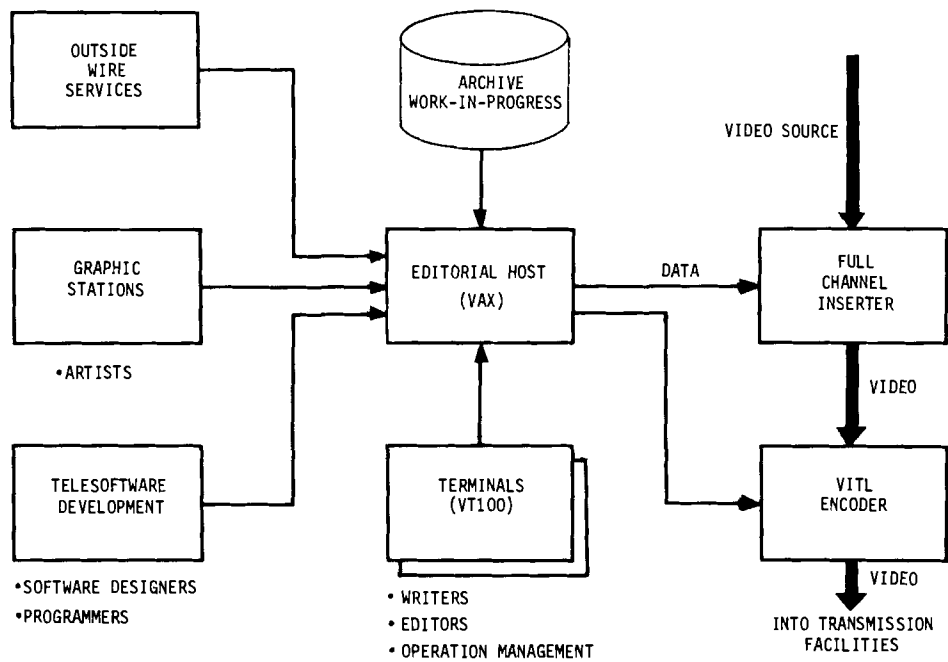 OUTSIDE
WIRE
SERVICES
ARCHIVE
WORK-IN-PROGRESS
VIDEO SOURCE
GRAPHIC
STATIONS
•ARTISTS
EDITORIAL HOST
(VAX)
DATA
FULL
CHANNEL
INSERTER
VIDEO
TELESOFTWARE
DEVELOPMENT
•SOFTWARE DESIGNERS
•PROGRAMMERS
TERMINALS
(VT100)
• WRITERS
• EDITORS
• OPERATION MANAGEMENT
VITL
ENCODER
VIDEO
INTO TRANSMISSION
FACILITIES